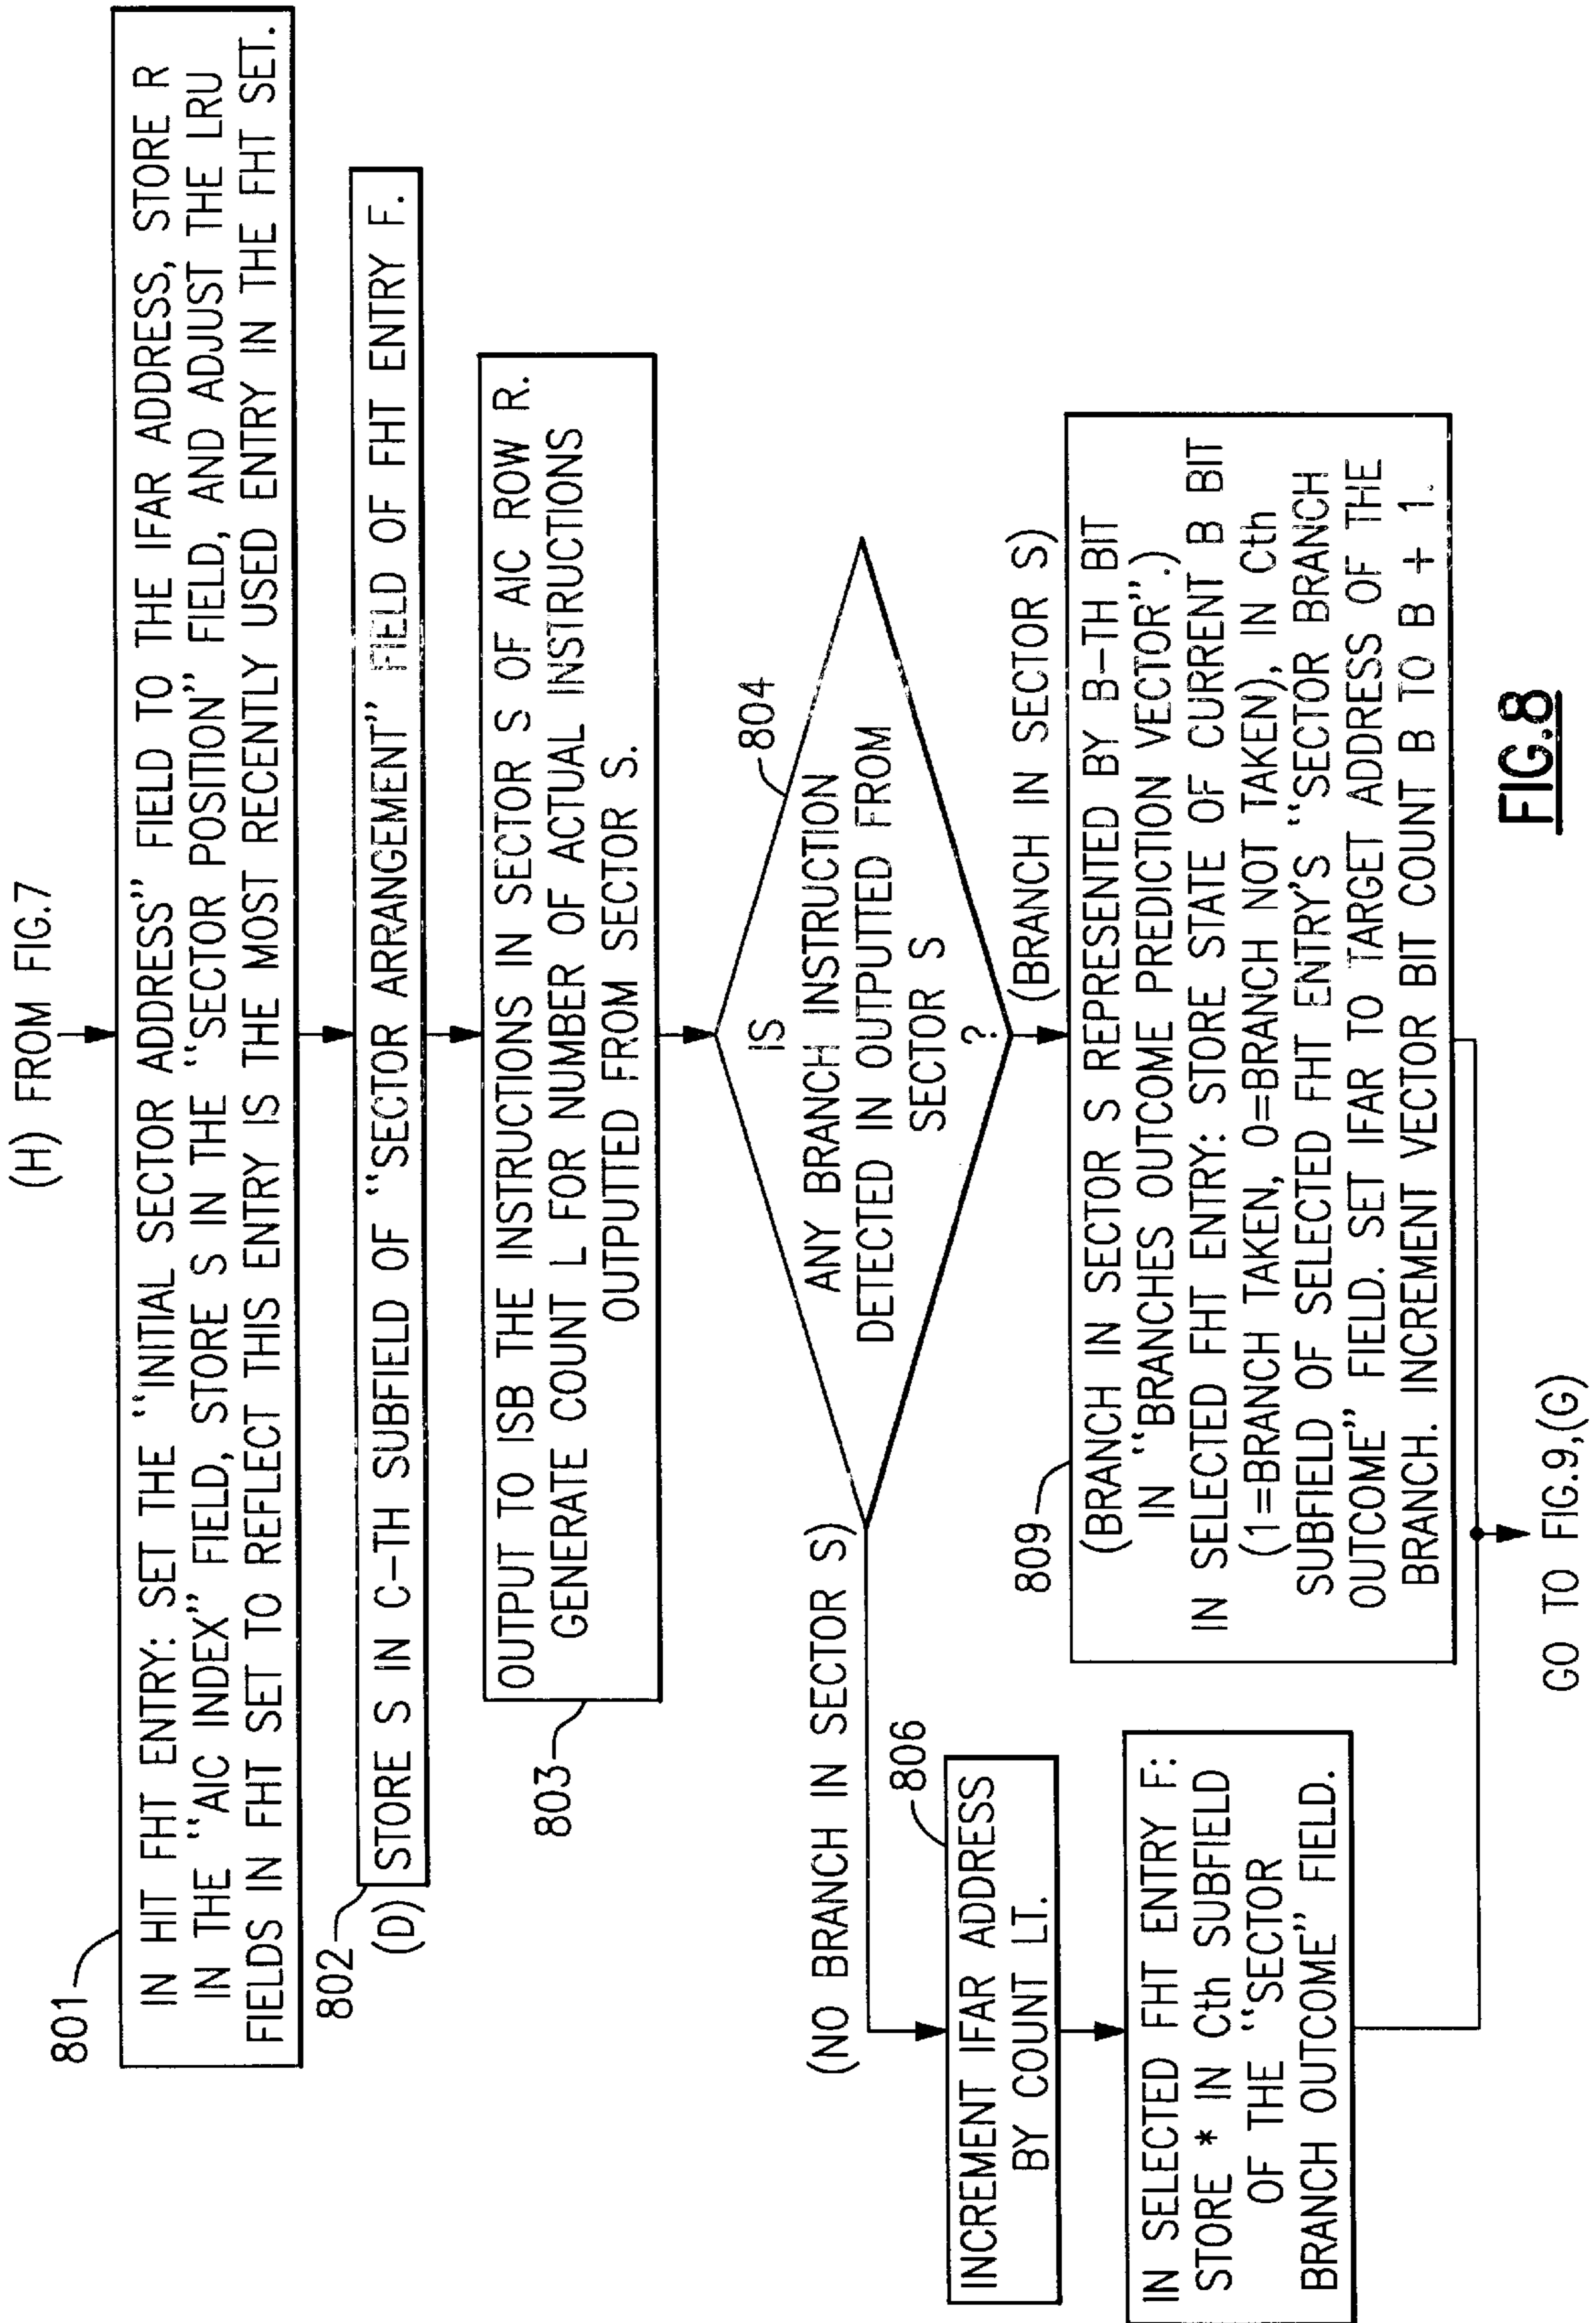 (H) FROM FIG.7
801
IN HIT FHT ENTRY: SET THE "INITIAL SECTOR ADDRESS" FIELD TO THE IFAR ADDRESS, STORE R
IN THE "AIC INDEX" FIELD, STORE S IN THE "SECTOR POSITION" FIELD, AND ADJUST THE LRU
FIELDS IN FHT SET TO REFLECT THIS ENTRY IS THE MOST RECENTLY USED ENTRY IN THE FHT SET.
802
(D)
STORE S IN C-TH SUBFIELD OF "SECTOR ARRANGEMENT" FIELD OF FHT ENTRY F.
803
OUTPUT TO ISB THE INSTRUCTIONS IN SECTOR S OF AIC ROW R.
GENERATE COUNT L FOR NUMBER OF ACTUAL INSTRUCTIONS
OUTPUTTED FROM SECTOR S.
804
IS
ANY BRANCH INSTRUCTION
DETECTED IN OUTPUTTED FROM
SECTOR S
?
(NO BRANCH IN SECTOR S)
(BRANCH IN SECTOR S)
806
INCREMENT IFAR ADDRESS
BY COUNT LT.
IN SELECTED FHT ENTRY F:
STORE * IN Cth SUBFIELD
OF THE "SECTOR
BRANCH OUTCOME" FIELD.
809
(BRANCH IN SECTOR S REPRESENTED BY B-TH BIT
IN "BRANCHES OUTCOME PREDICTION VECTOR".)
IN SELECTED FHT ENTRY: STORE STATE OF CURRENT B BIT
(1=BRANCH TAKEN, 0=BRANCH NOT TAKEN), IN Cth
SUBFIELD OF SELECTED FHT ENTRY'S "SECTOR BRANCH
OUTCOME" FIELD. SET IFAR TO TARGET ADDRESS OF THE
BRANCH. INCREMENT VECTOR BIT COUNT B TO B + 1.
GO TO FIG.9,(G)
FIG.8